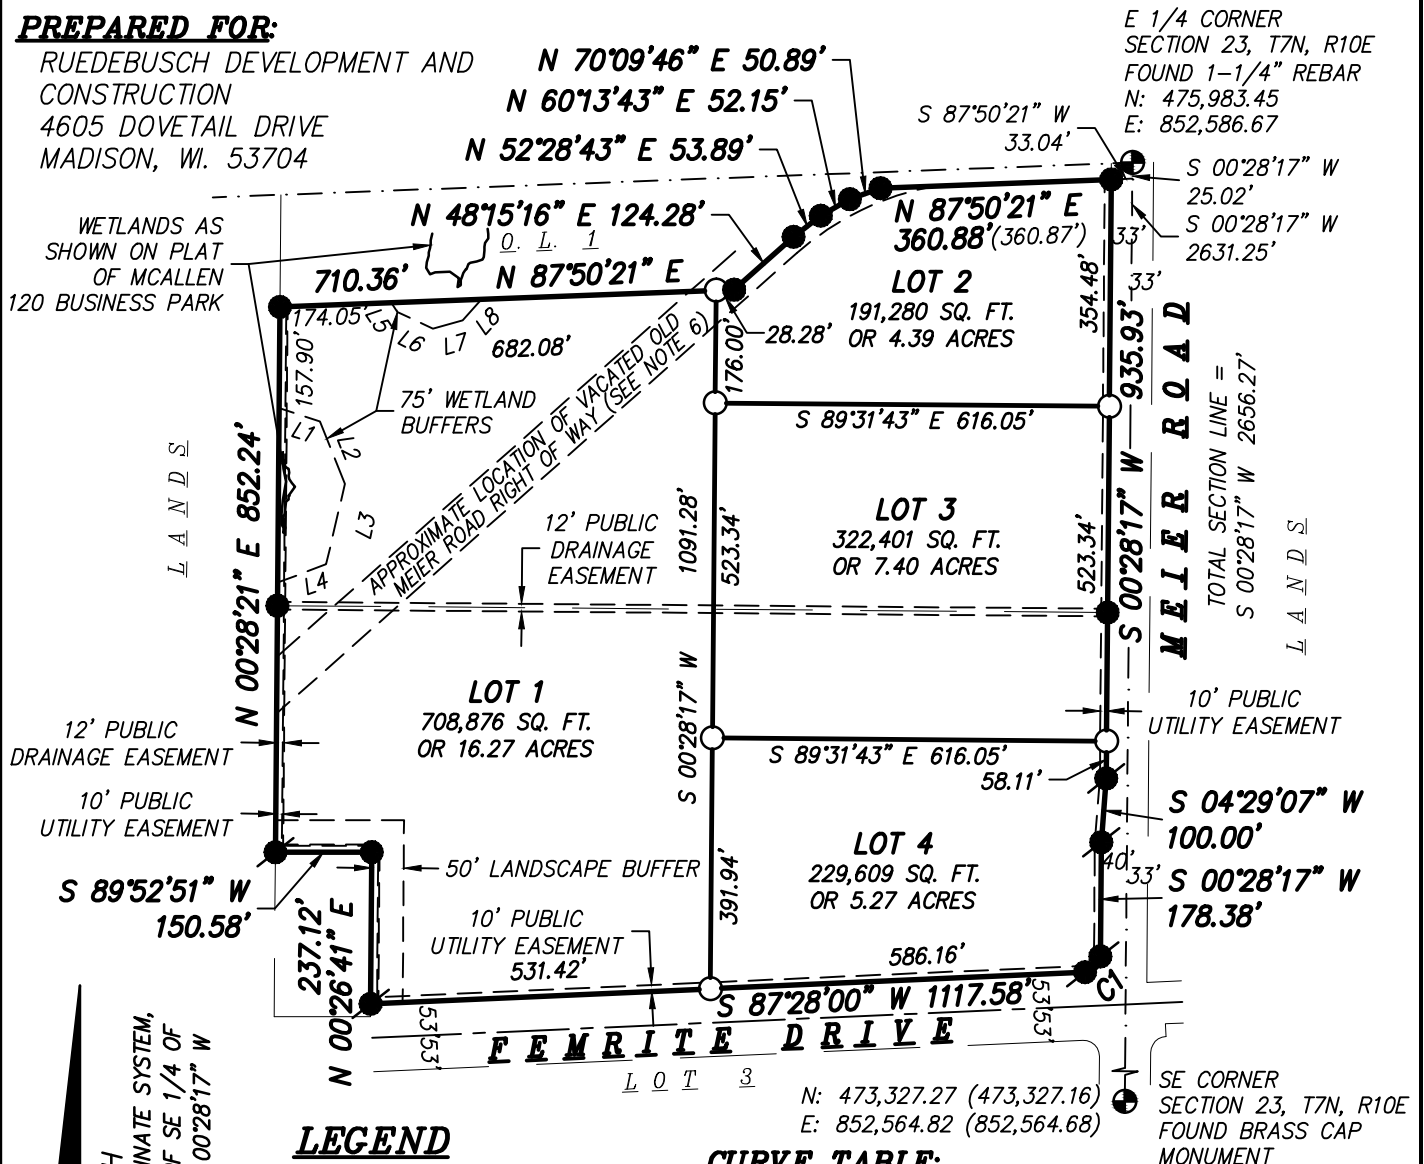 PREPARED FOR:
RUEDEBUSCH DEVELOPMENT AND
CONSTRUCTION
4605 DOVETAIL DRIVE
MADISON, WI. 53704
E 1/4 CORNER
SECTION 23, T7N, R10E
FOUND 1-1/4" REBAR
N: 475,983.45
E: 852,586.67
N 70°09'46" E 50.89'
N 60°13'43" E 52.15'
N 52°28'43" E 53.89'
N 48°15'16" E 124.28'
S 87°50'21" W
33.04'
S 00°28'17" W
25.02'
S 00°28'17" W
2631.25'
N 87°50'21" E
360.88' (360.87')
33'
33'
WETLANDS AS
SHOWN ON PLAT
OF MCALLEN
120 BUSINESS PARK
O. L. 1
710.36'
N 87°50'21" E
174.05'
L5
L6
L7
L8
682.08'
28.28'
157.90'
75' WETLAND
BUFFERS
L1
L2
L3
L4
APPROXIMATE LOCATION OF VACATED OLD
MEIER ROAD RIGHT OF WAY (SEE NOTE 6)
LOT 2
191,280 SQ. FT.
OR 4.39 ACRES
176.00'
354.48'
935.93'
S 89°31'43" E 616.05'
LANDS
N 00°28'21" E 852.24'
12' PUBLIC
DRAINAGE
EASEMENT
1091.28'
523.34'
LOT 3
322,401 SQ. FT.
OR 7.40 ACRES
523.34'
S 00°28'17" W
MEIER ROAD
TOTAL SECTION LINE =
S 00°28'17" W 2656.27'
LANDS
LOT 1
708,876 SQ. FT.
OR 16.27 ACRES
S 00°28'17" W
12' PUBLIC
DRAINAGE EASEMENT
10' PUBLIC
UTILITY EASEMENT
10' PUBLIC
UTILITY EASEMENT
S 89°31'43" E 616.05'
58.11'
S 04°29'07" W
100.00'
S 89°52'51" W
150.58'
50' LANDSCAPE BUFFER
LOT 4
229,609 SQ. FT.
OR 5.27 ACRES
391.94'
40'
33'
S 00°28'17" W
178.38'
237.12'
N 00°26'41" E
10' PUBLIC
UTILITY EASEMENT
531.42'
586.16'
C1
S 87°28'00" W 1117.58'
53'
53'
53'
53'
FEMRITE DRIVE
LOT 3
N: 473,327.27 (473,327.16)
E: 852,564.82 (852,564.68)
SE CORNER
SECTION 23, T7N, R10E
FOUND BRASS CAP
MONUMENT
INATE SYSTEM,
OF SE 1/4 OF
00°28'17" W
LEGEND
CURVE TABLE: